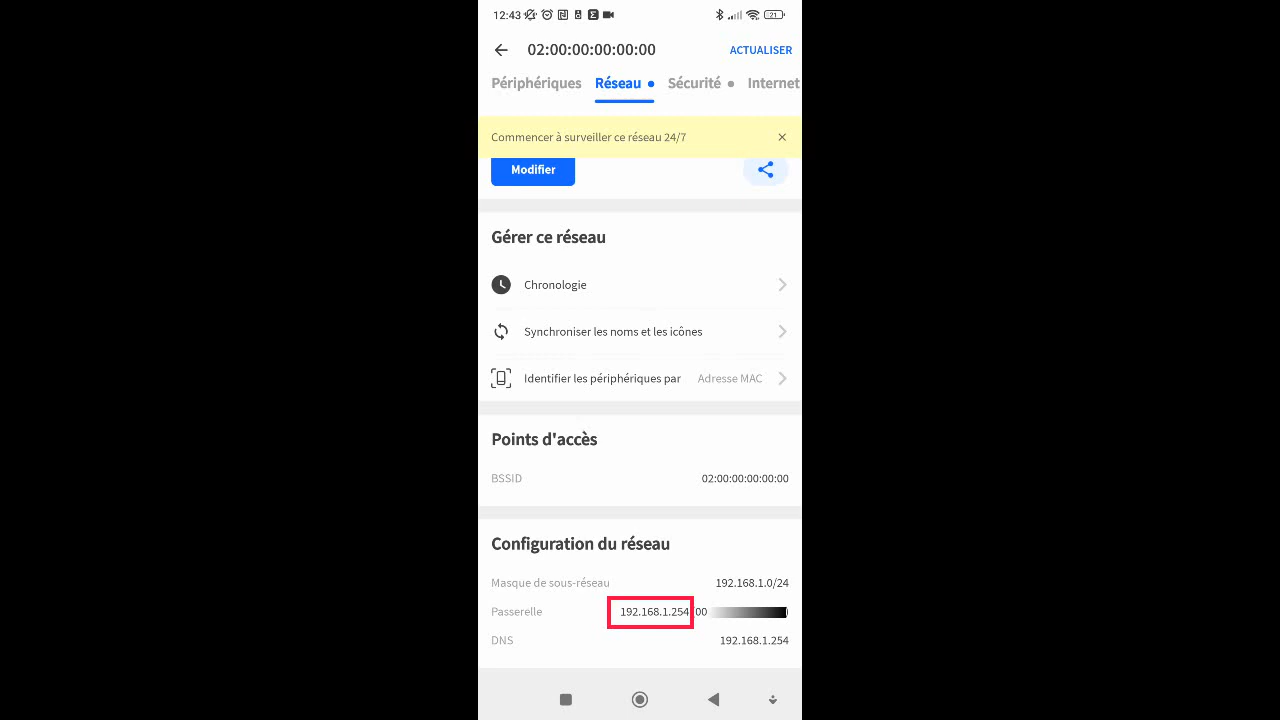 12:43
21
02:00:00:00:00:00 ACTUALISER
Périphériques Réseau Sécurité Internet
Commencer à surveiller ce réseau 24/7
Modifier
Gérer ce réseau
Chronologie
Synchroniser les noms et les icônes
Identifier les périphériques par Adresse MAC
Points d'accès
BSSID 02:00:00:00:00:00
Configuration du réseau
Masque de sous-réseau 192.168.1.0/24
Passerelle 192.168.1.254 00
DNS 192.168.1.254